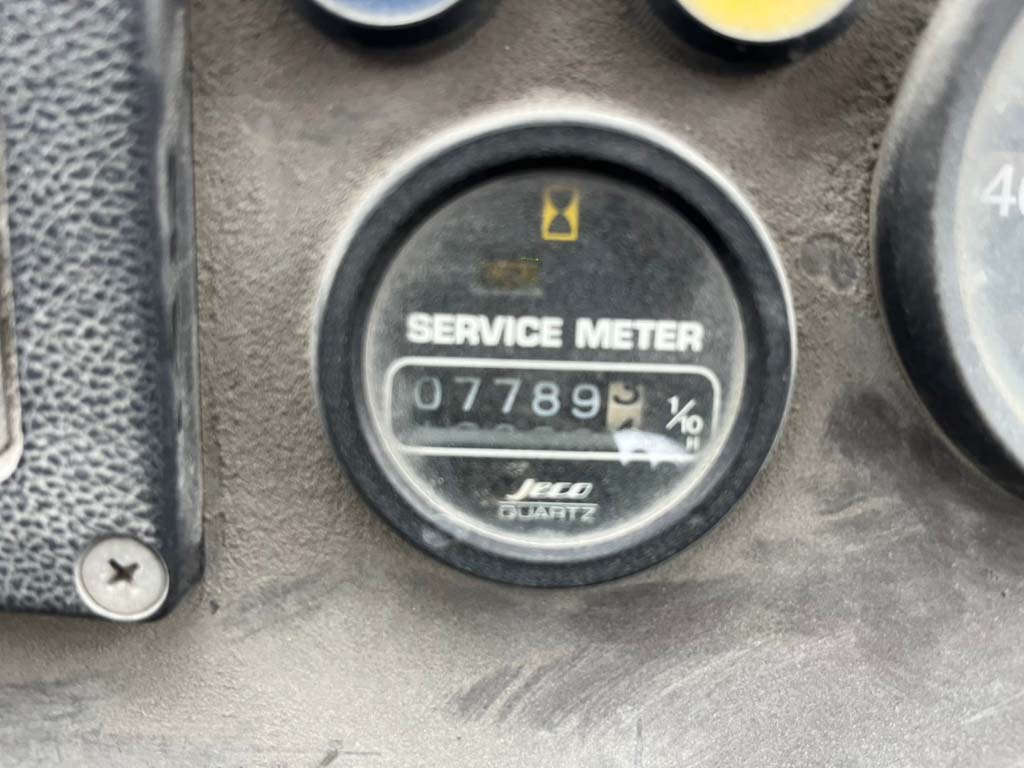 SERVICE METER
07789 1/10
H
Jeco
QUARTZ